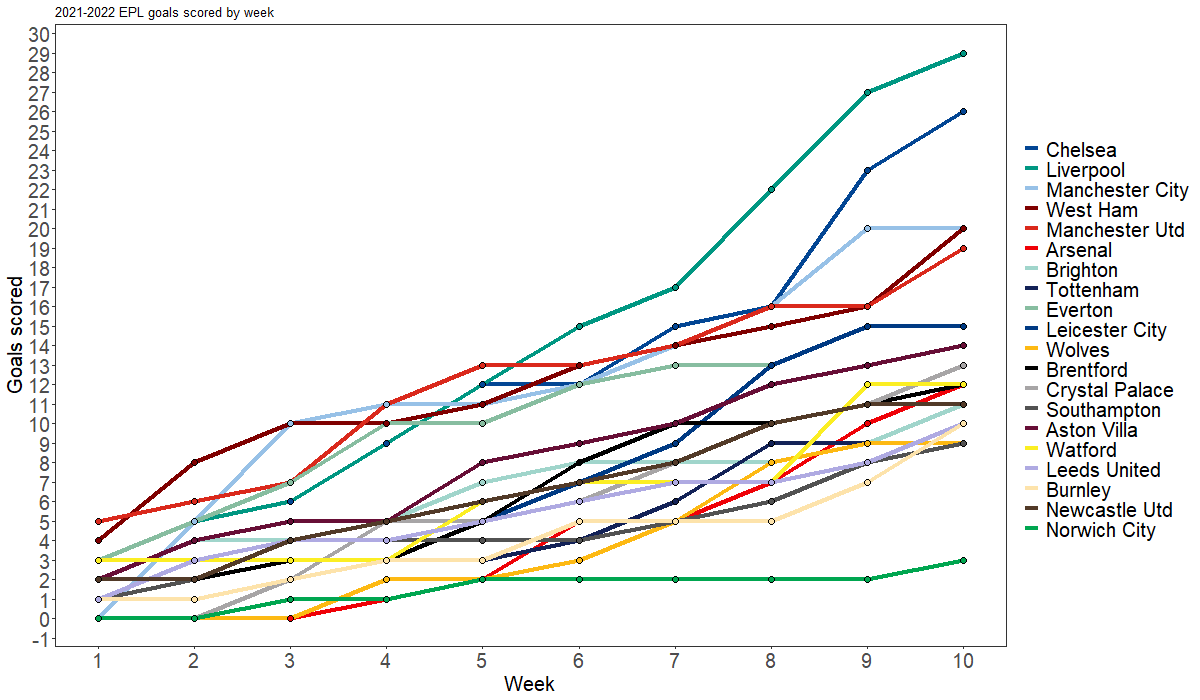 2021-2022 EPL goals scored by week
30
29
28
27
26
25
24
23
22
21
20
19
18
17
16
15
14
13
12
11
10
9
8
7
6
5
4
3
2
1
0
-1
Goals scored
1 2 3 4 5 6 7 8 9 10
Week
Chelsea
Liverpool
Manchester City
West Ham
Manchester Utd
Arsenal
Brighton
Tottenham
Everton
Leicester City
Wolves
Brentford
Crystal Palace
Southampton
Aston Villa
Watford
Leeds United
Burnley
Newcastle Utd
Norwich City